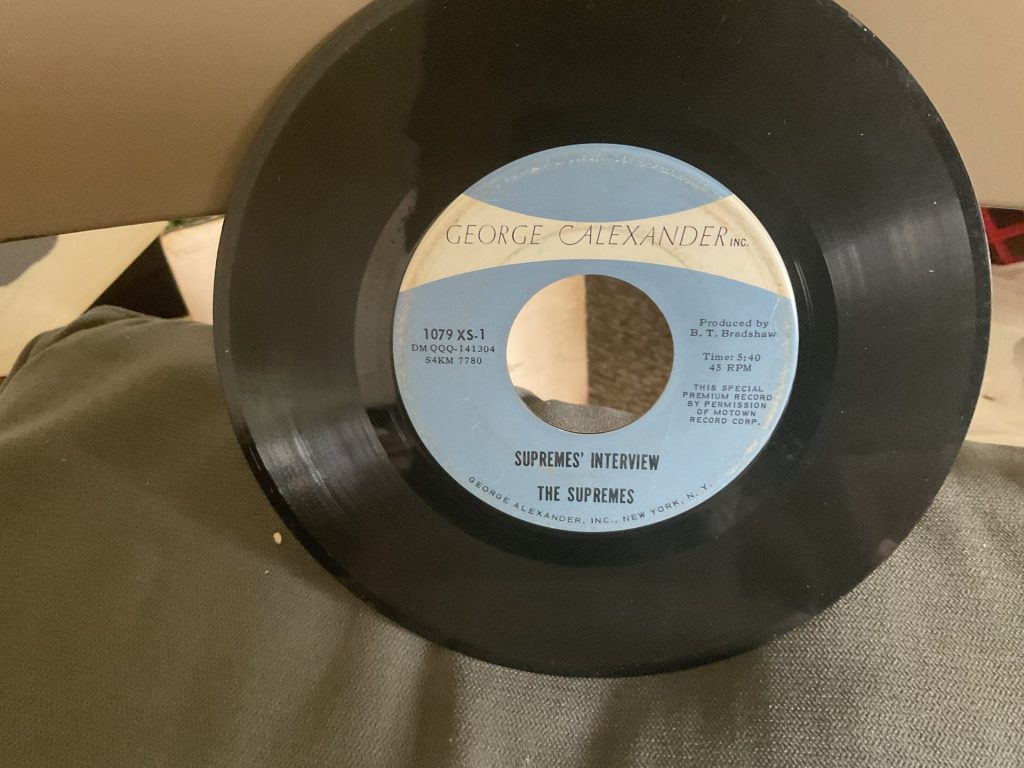 GEORGE ALEXANDER INC.
1079 XS-1
DM QQQ-141304
S4KM 7780
Produced by
B. T. Bradshaw
Time: 5:40
45 RPM
THIS SPECIAL
PREMIUM RECORD
BY PERMISSION
OF MOTOWN
RECORD CORP.
SUPREMES' INTERVIEW
THE SUPREMES
GEORGE ALEXANDER, INC., NEW YORK, N. Y.